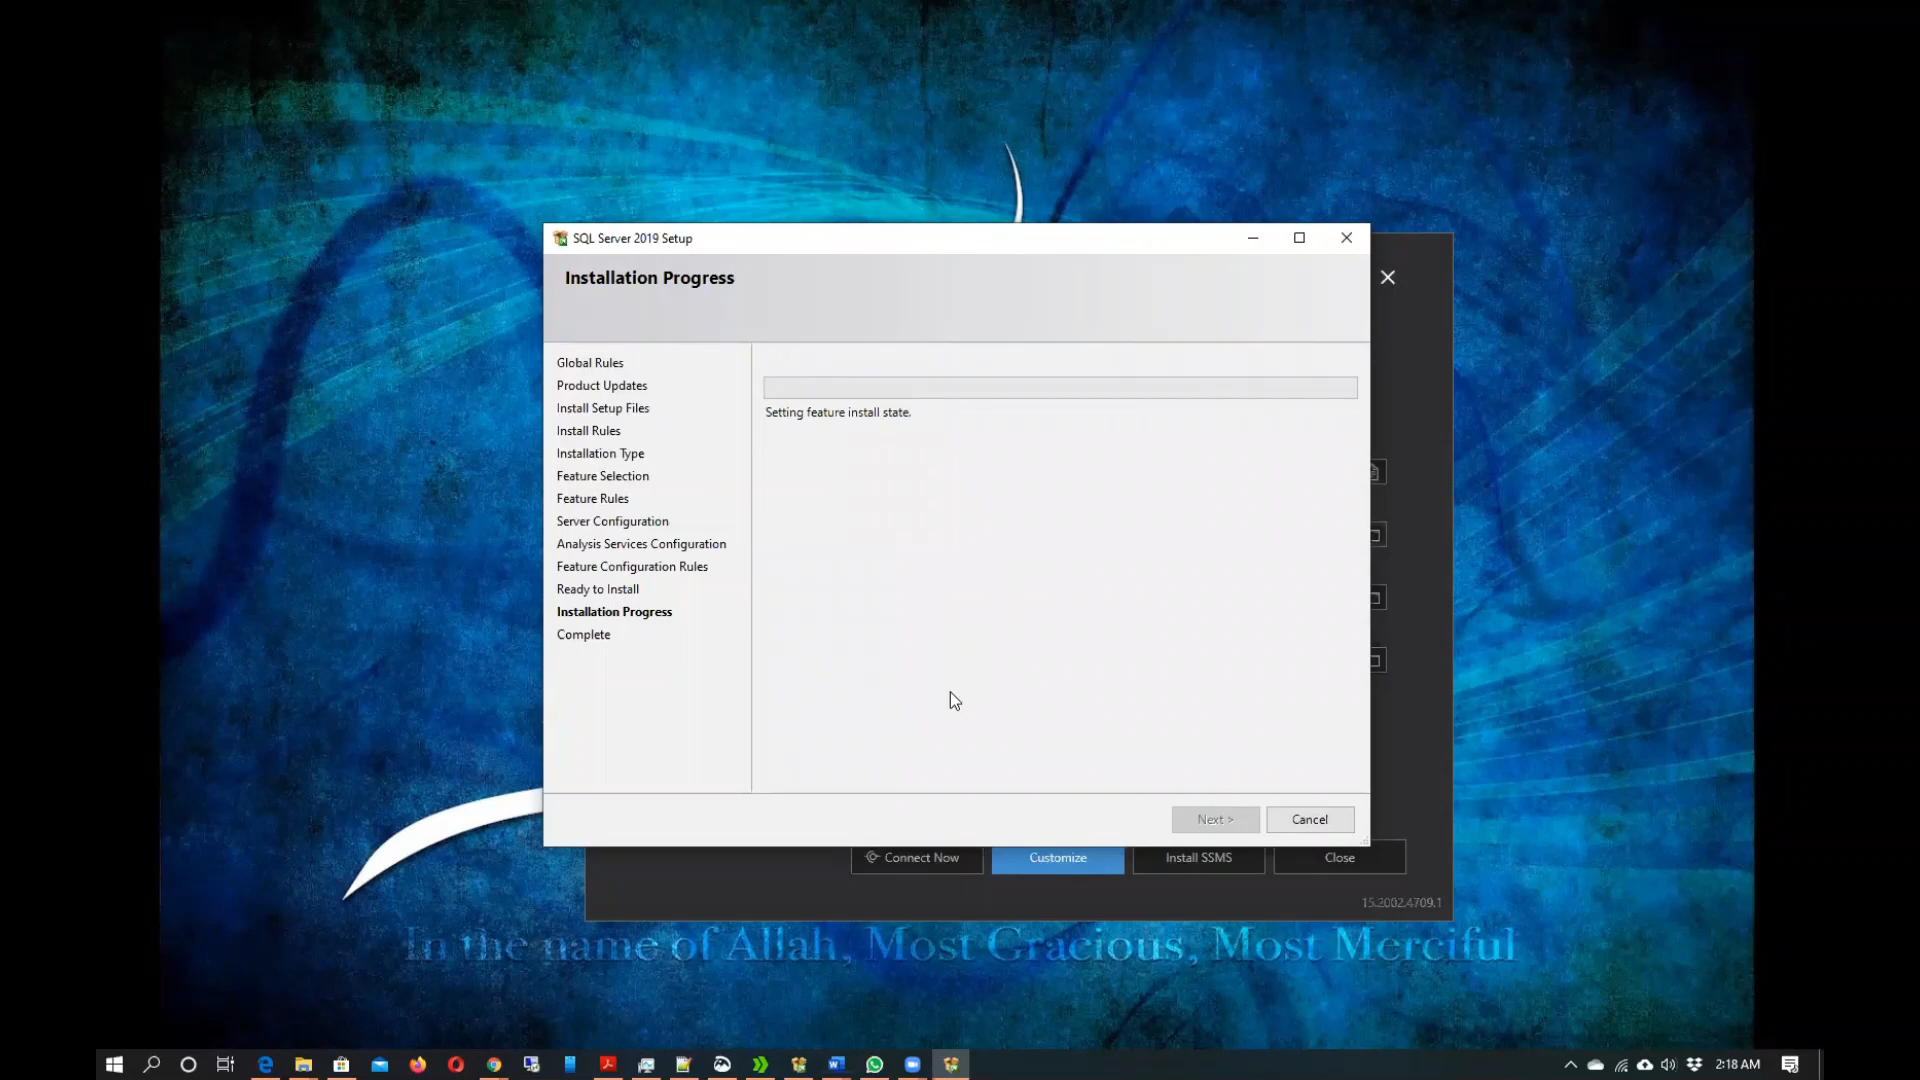 SQL Server 2019 Setup
Installation Progress
Global Rules
Product Updates
Install Setup Files
Install Rules
Installation Type
Feature Selection
Feature Rules
Server Configuration
Analysis Services Configuration
Feature Configuration Rules
Ready to Install
Installation Progress
Complete
Setting feature install state.
Next >
Cancel
Connect Now
Customize
Install SSMS
Close
15.2002.4709.1
In the name of Allah, Most Gracious, Most Merciful
2:18 AM